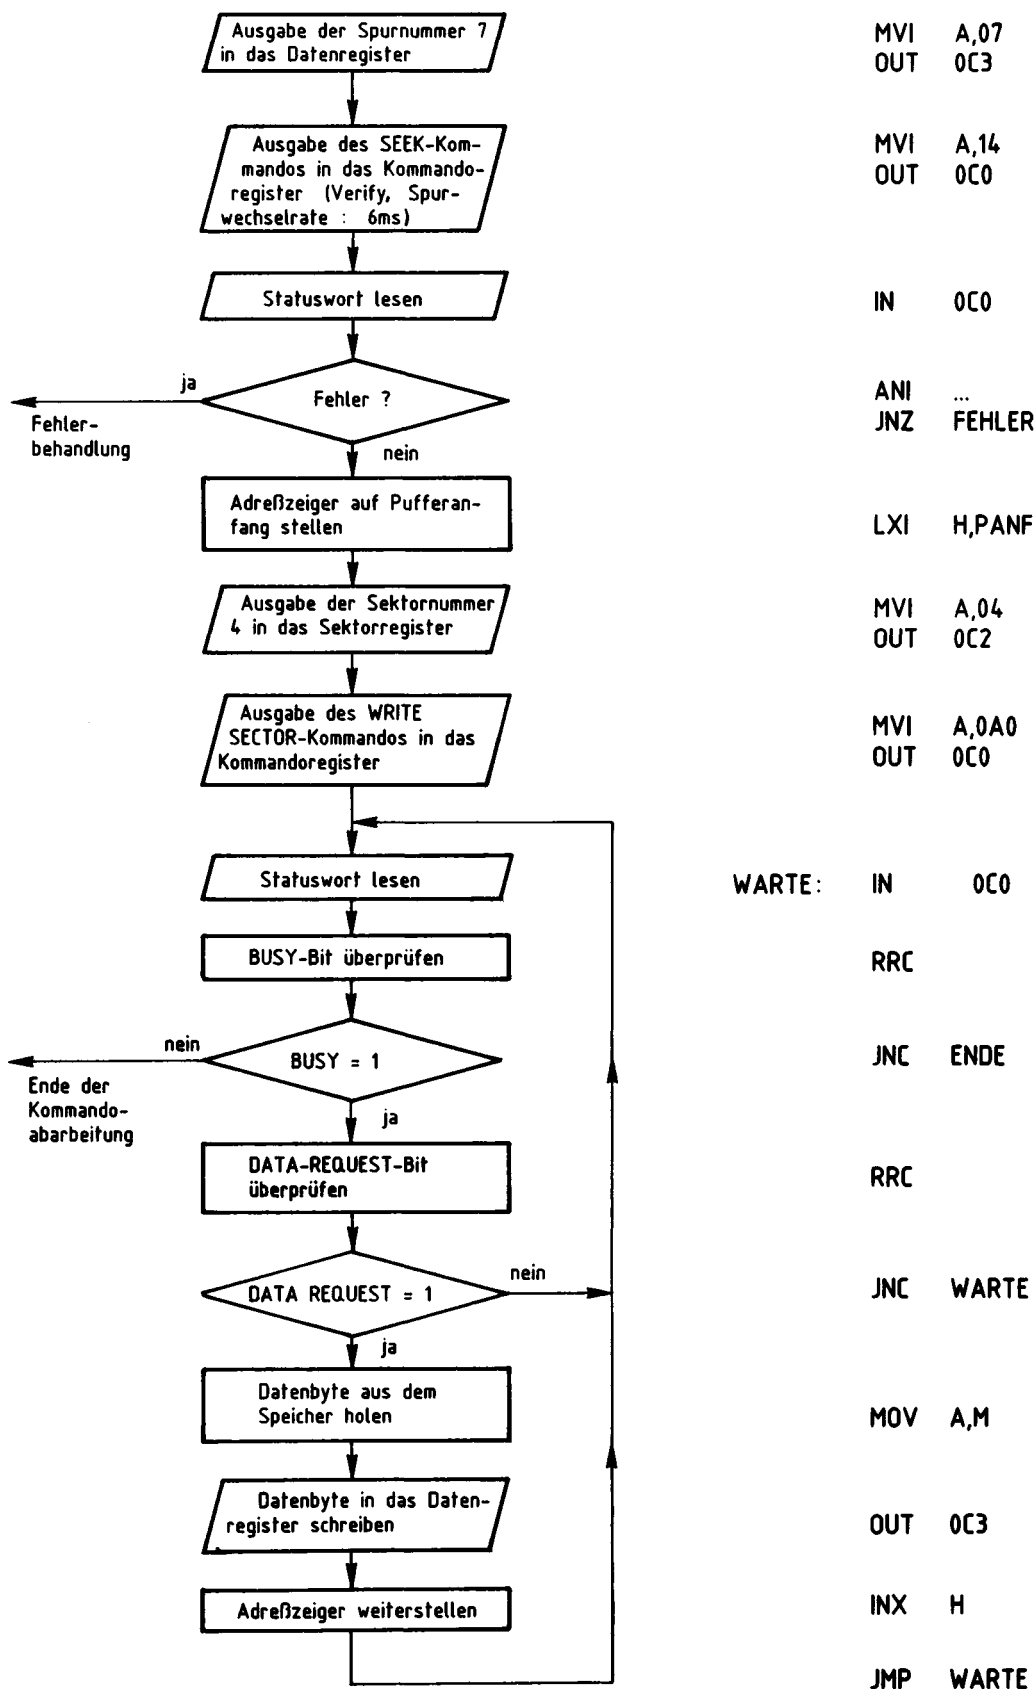 Ausgabe der Spurnummer 7
in das Datenregister
MVI A,07
OUT 0C3
Ausgabe des SEEK-Kom-
mandos in das Kommando-
register (Verify, Spur-
wechselrate : 6ms)
MVI A,14
OUT 0C0
Statuswort lesen
IN 0C0
Fehler ?
ja
Fehler-
behandlung
nein
ANI ...
JNZ FEHLER
Adreßzeiger auf Pufferan-
fang stellen
LXI H,PANF
Ausgabe der Sektornummer
4 in das Sektorregister
MVI A,04
OUT 0C2
Ausgabe des WRITE
SECTOR-Kommandos in das
Kommandoregister
MVI A,0A0
OUT 0C0
Statuswort lesen
WARTE: IN 0C0
BUSY-Bit überprüfen
RRC
nein
BUSY = 1
JNC ENDE
Ende der
Kommando-
abarbeitung
ja
DATA-REQUEST-Bit
überprüfen
RRC
DATA REQUEST = 1
nein
JNC WARTE
ja
Datenbyte aus dem
Speicher holen
MOV A,M
Datenbyte in das Daten-
register schreiben
OUT 0C3
Adreßzeiger weiterstellen
INX H
JMP WARTE